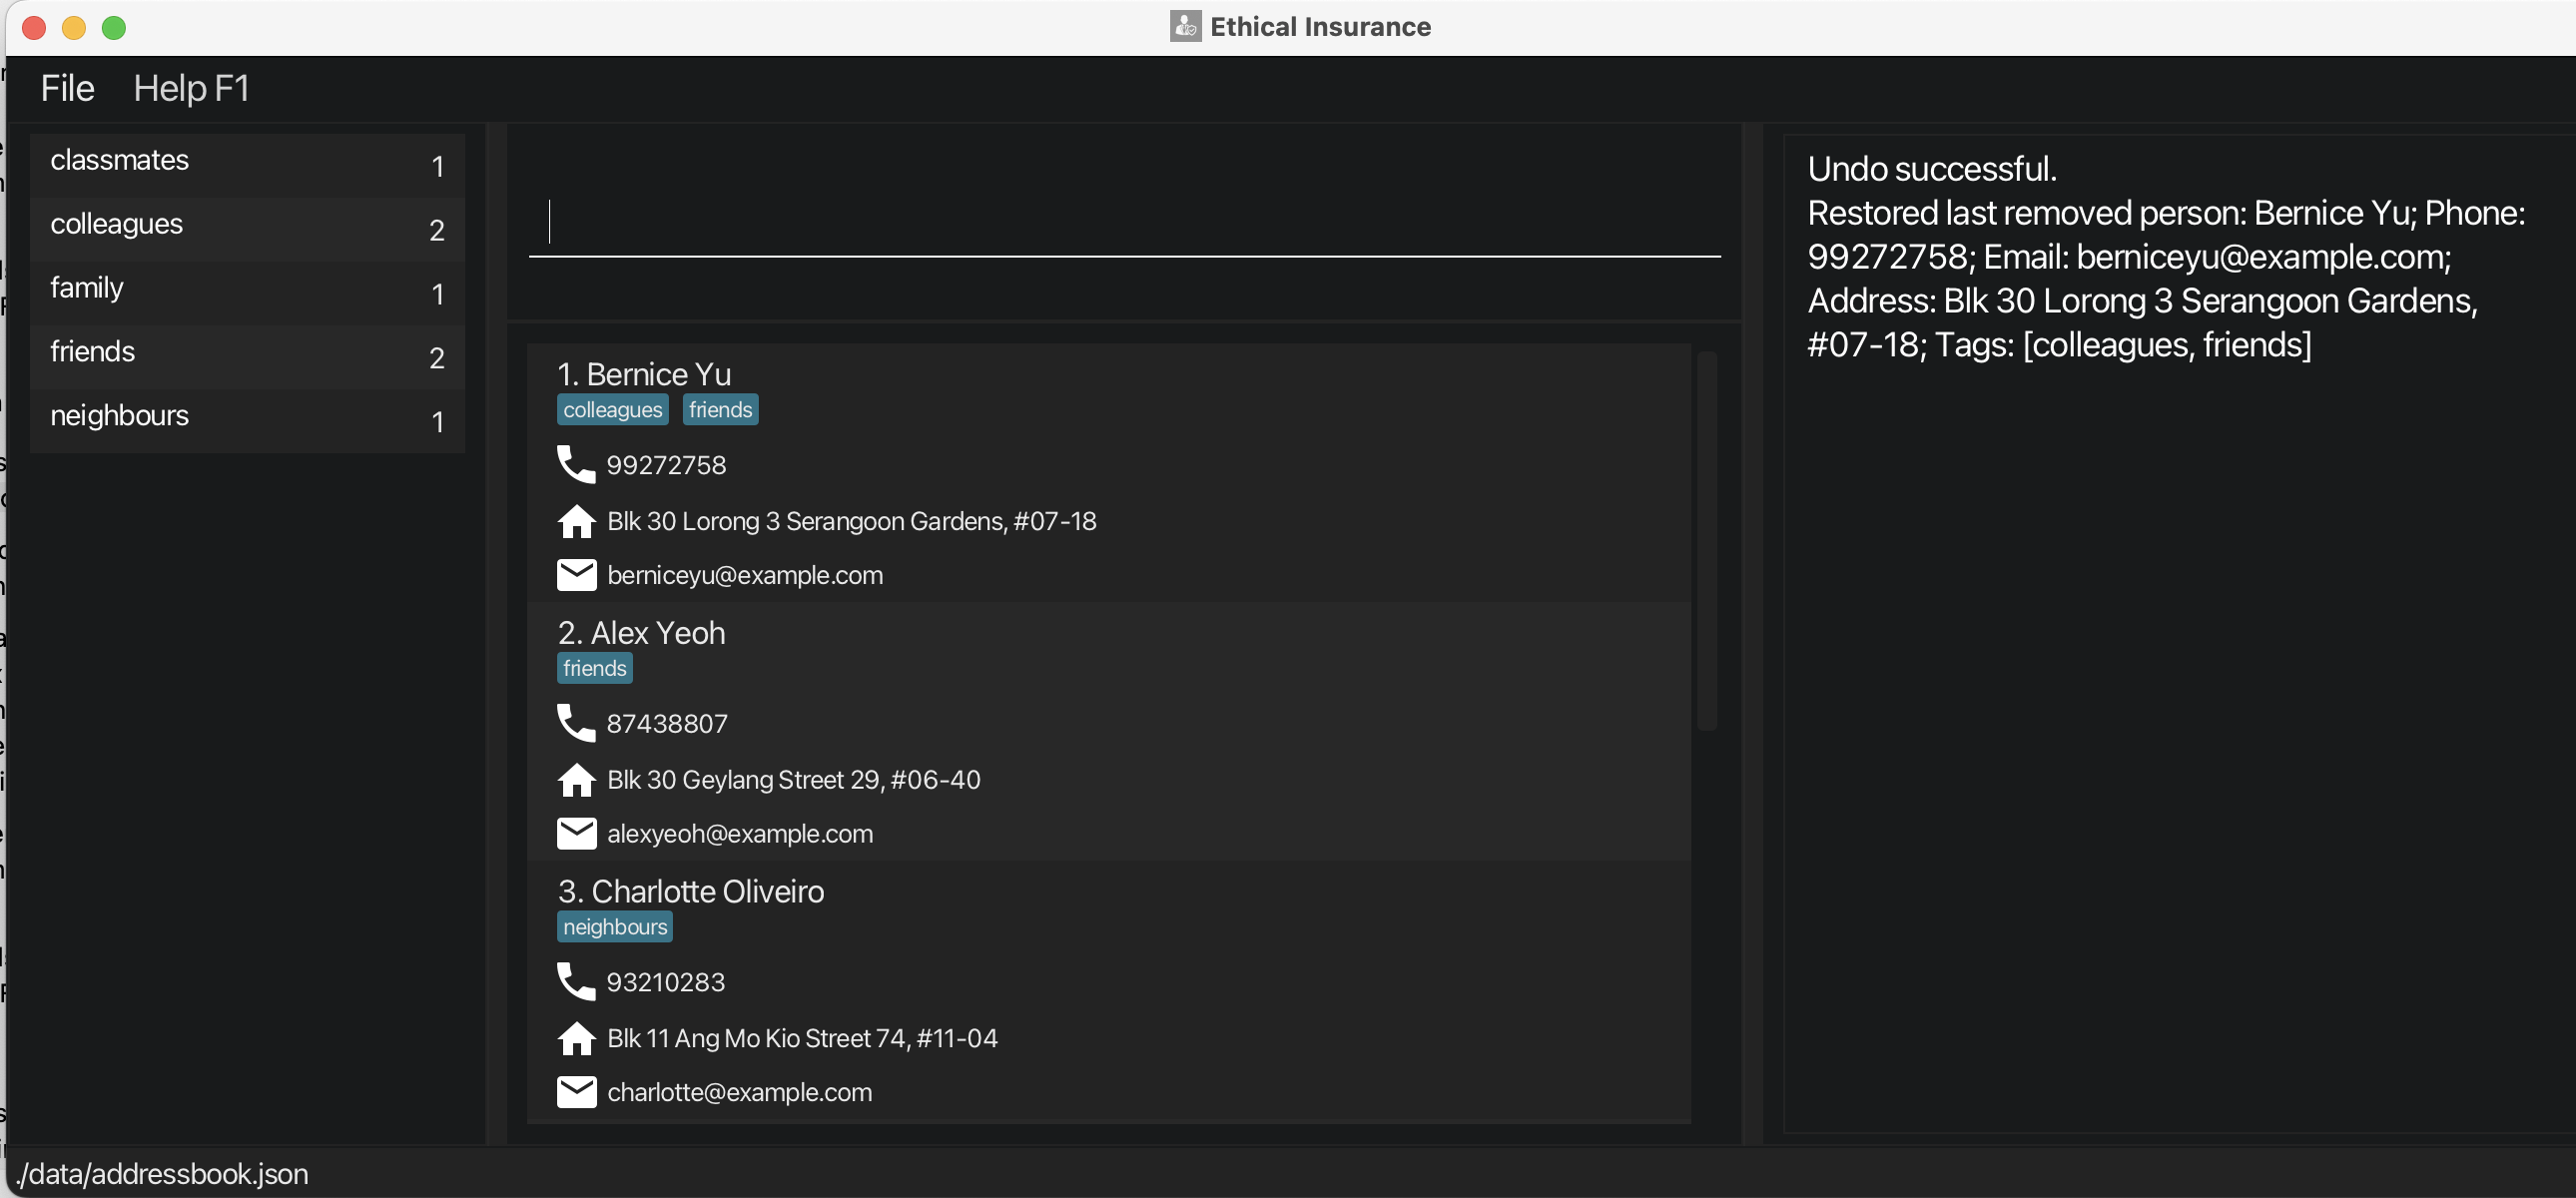 Ethical Insurance
File Help F1
classmates 1
colleagues 2
family 1
friends 2
neighbours 1
1. Bernice Yu
colleagues friends
99272758
Blk 30 Lorong 3 Serangoon Gardens, #07-18
berniceyu@example.com
2. Alex Yeoh
friends
87438807
Blk 30 Geylang Street 29, #06-40
alexyeoh@example.com
3. Charlotte Oliveiro
neighbours
93210283
Blk 11 Ang Mo Kio Street 74, #11-04
charlotte@example.com
Undo successful.
Restored last removed person: Bernice Yu; Phone:
99272758; Email: berniceyu@example.com;
Address: Blk 30 Lorong 3 Serangoon Gardens,
#07-18; Tags: [colleagues, friends]
./data/addressbook.json